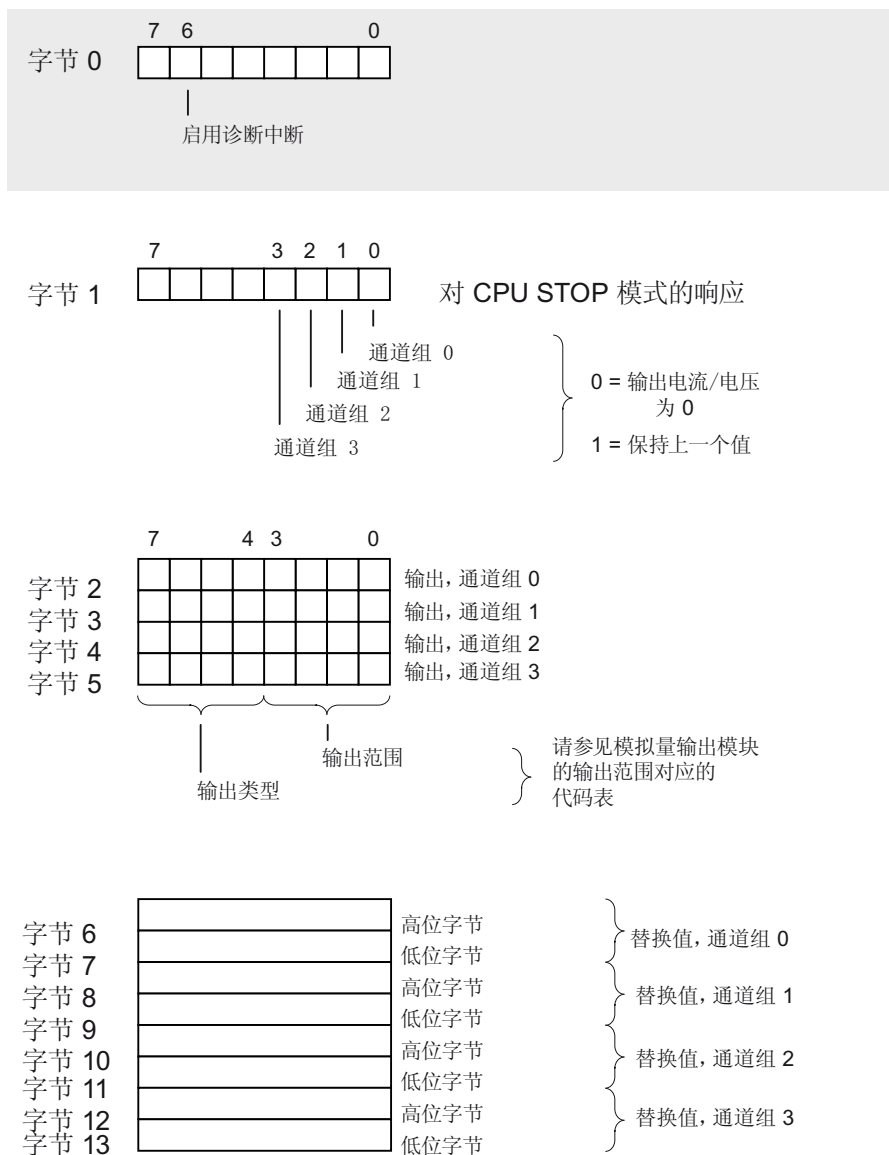 7 6 0
字节 0
启用诊断中断
7 3 2 1 0
字节 1
对 CPU STOP 模式的响应
通道组 0
通道组 1
通道组 2
通道组 3
0 = 输出电流/电压
为 0
1 = 保持上一个值
7 4 3 0
字节 2
输出, 通道组 0
字节 3
输出, 通道组 1
字节 4
输出, 通道组 2
字节 5
输出, 通道组 3
输出范围
输出类型
请参见模拟量输出模块
的输出范围对应的
代码表
字节 6
高位字节
替换值, 通道组 0
字节 7
低位字节
字节 8
高位字节
替换值, 通道组 1
字节 9
低位字节
字节 10
高位字节
替换值, 通道组 2
字节 11
低位字节
字节 12
高位字节
替换值, 通道组 3
字节 13
低位字节